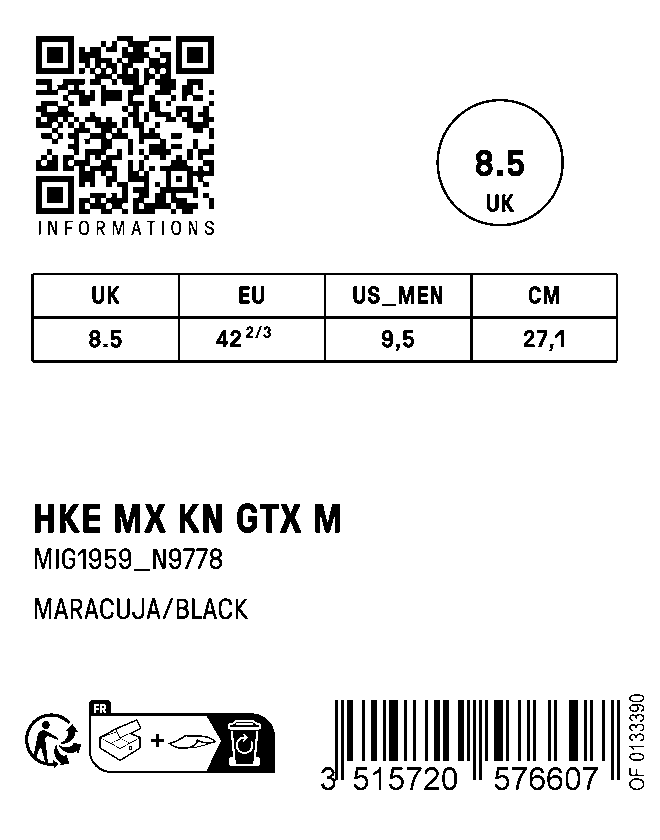 INFORMATIONS
8.5
UK
UK EU US_MEN CM
8.5 42 2/3 9,5 27,1
HKE MX KN GTX M
MIG1959_N9778
MARACUJA/BLACK
FR
+
3 515720 576607
OF 0133390